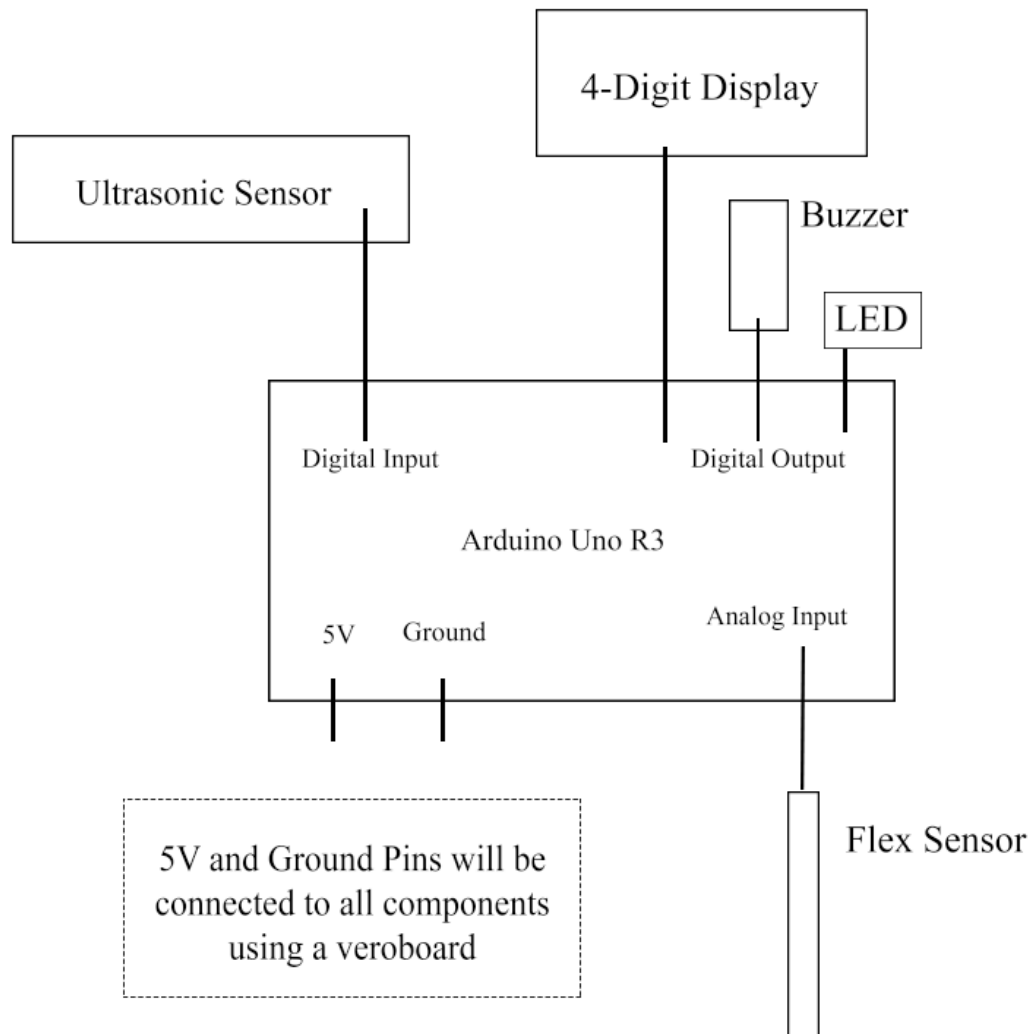 4-Digit Display
Ultrasonic Sensor
Buzzer
LED
Digital Input
Digital Output
Arduino Uno R3
Analog Input
5V
Ground
5V and Ground Pins will be
connected to all components
using a veroboard
Flex Sensor